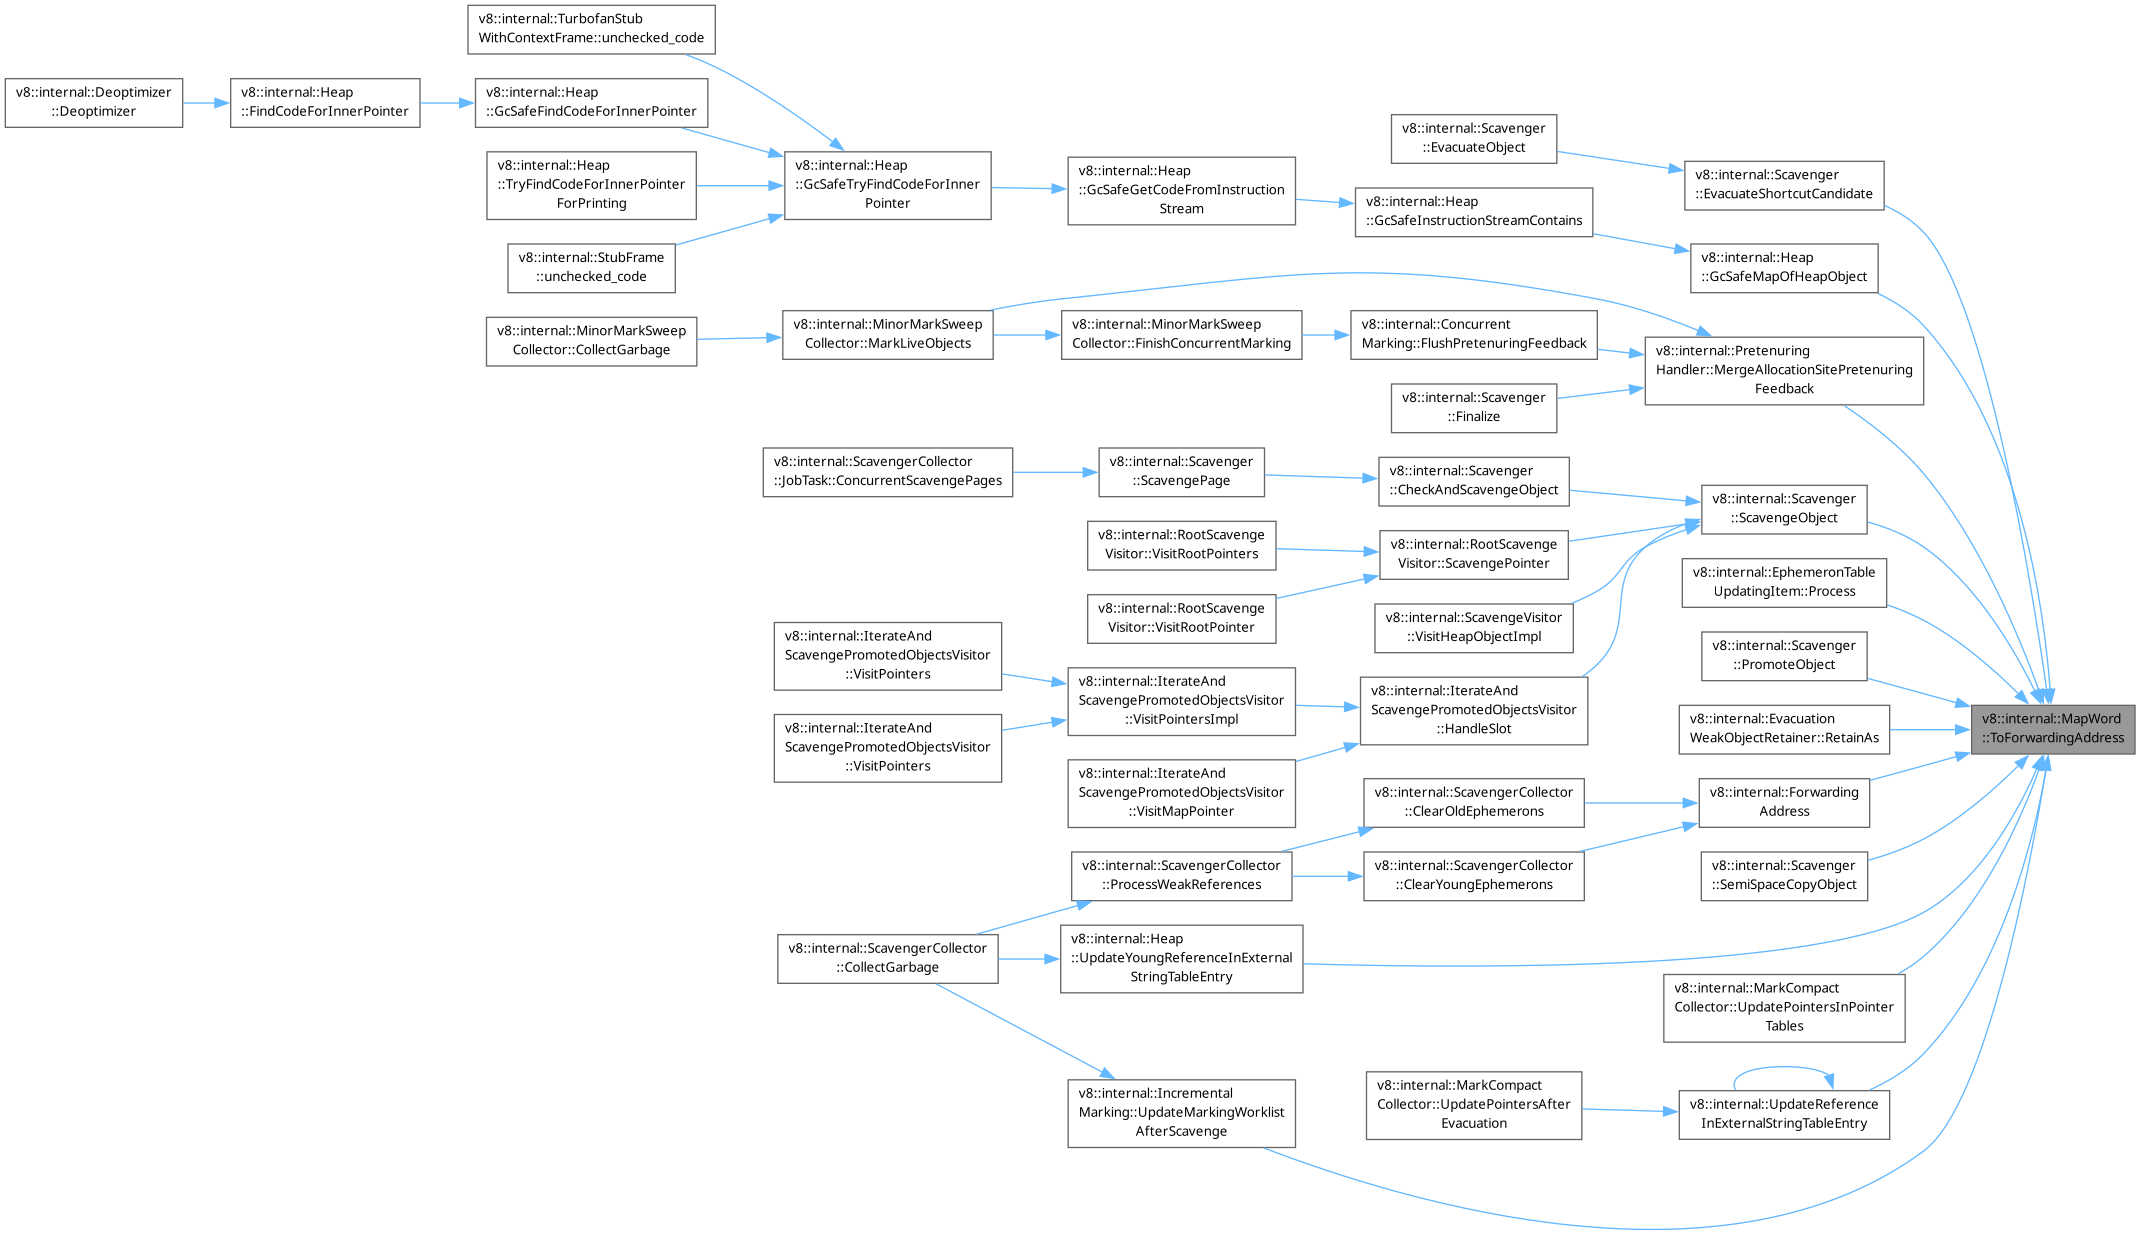 v8::internal::TurbofanStub
WithContextFrame::unchecked_code
v8::internal::Deoptimizer
::Deoptimizer
v8::internal::Heap
::FindCodeForInnerPointer
v8::internal::Heap
::GcSafeFindCodeForInnerPointer
v8::internal::Heap
::TryFindCodeForInnerPointer
ForPrinting
v8::internal::StubFrame
::unchecked_code
v8::internal::Heap
::GcSafeTryFindCodeForInner
Pointer
v8::internal::Heap
::GcSafeGetCodeFromInstruction
Stream
v8::internal::Heap
::GcSafeInstructionStreamContains
v8::internal::Scavenger
::EvacuateObject
v8::internal::Scavenger
::EvacuateShortcutCandidate
v8::internal::Heap
::GcSafeMapOfHeapObject
v8::internal::MinorMarkSweep
Collector::CollectGarbage
v8::internal::MinorMarkSweep
Collector::MarkLiveObjects
v8::internal::MinorMarkSweep
Collector::FinishConcurrentMarking
v8::internal::Concurrent
Marking::FlushPretenuringFeedback
v8::internal::Pretenuring
Handler::MergeAllocationSitePretenuring
Feedback
v8::internal::Scavenger
::Finalize
v8::internal::ScavengerCollector
::JobTask::ConcurrentScavengePages
v8::internal::Scavenger
::ScavengePage
v8::internal::Scavenger
::CheckAndScavengeObject
v8::internal::Scavenger
::ScavengeObject
v8::internal::RootScavenge
Visitor::VisitRootPointers
v8::internal::RootScavenge
Visitor::ScavengePointer
v8::internal::RootScavenge
Visitor::VisitRootPointer
v8::internal::ScavengeVisitor
::VisitHeapObjectImpl
v8::internal::EphemeronTable
UpdatingItem::Process
v8::internal::Scavenger
::PromoteObject
v8::internal::IterateAnd
ScavengePromotedObjectsVisitor
::VisitPointers
v8::internal::IterateAnd
ScavengePromotedObjectsVisitor
::VisitPointers
v8::internal::IterateAnd
ScavengePromotedObjectsVisitor
::VisitPointersImpl
v8::internal::IterateAnd
ScavengePromotedObjectsVisitor
::HandleSlot
v8::internal::IterateAnd
ScavengePromotedObjectsVisitor
::VisitMapPointer
v8::internal::Evacuation
WeakObjectRetainer::RetainAs
v8::internal::MapWord
::ToForwardingAddress
v8::internal::ScavengerCollector
::ClearOldEphemerons
v8::internal::Forwarding
Address
v8::internal::ScavengerCollector
::ProcessWeakReferences
v8::internal::ScavengerCollector
::ClearYoungEphemerons
v8::internal::Scavenger
::SemiSpaceCopyObject
v8::internal::ScavengerCollector
::CollectGarbage
v8::internal::Heap
::UpdateYoungReferenceInExternal
StringTableEntry
v8::internal::MarkCompact
Collector::UpdatePointersInPointer
Tables
v8::internal::Incremental
Marking::UpdateMarkingWorklist
AfterScavenge
v8::internal::MarkCompact
Collector::UpdatePointersAfter
Evacuation
v8::internal::UpdateReference
InExternalStringTableEntry